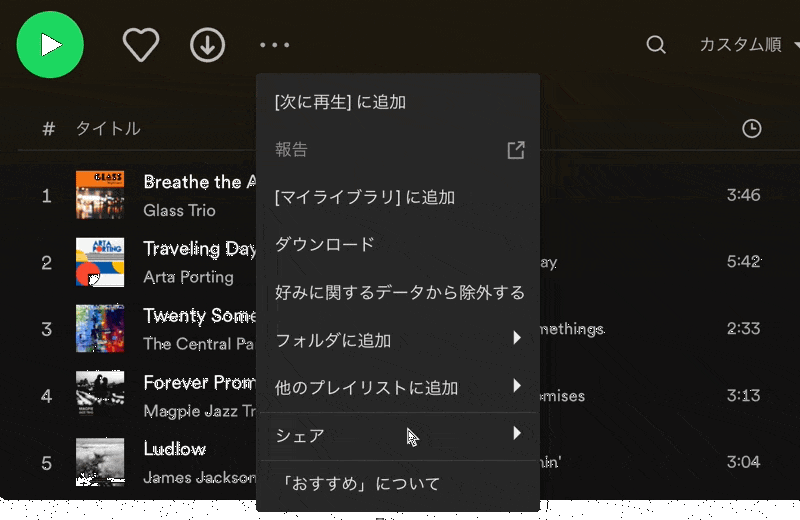 カスタム順
[次に再生] に追加
# タイトル
報告
1 Breathe the A 3:46
Glass Trio
[マイライブラリ] に追加
2 Traveling Day 5:42
Arta Porting
ay
ダウンロード
好みに関するデータから除外する
3 Twenty Some 2:33
The Central Pa
methings
フォルダに追加
他のプレイリストに追加
4 Forever Prom 3:13
Magpie Jazz Tr
mises
シェア
5 Ludlow 3:04
James Jackson
nin'
「おすすめ」について
GLASS
ARTA
PORTING
MAGPIE